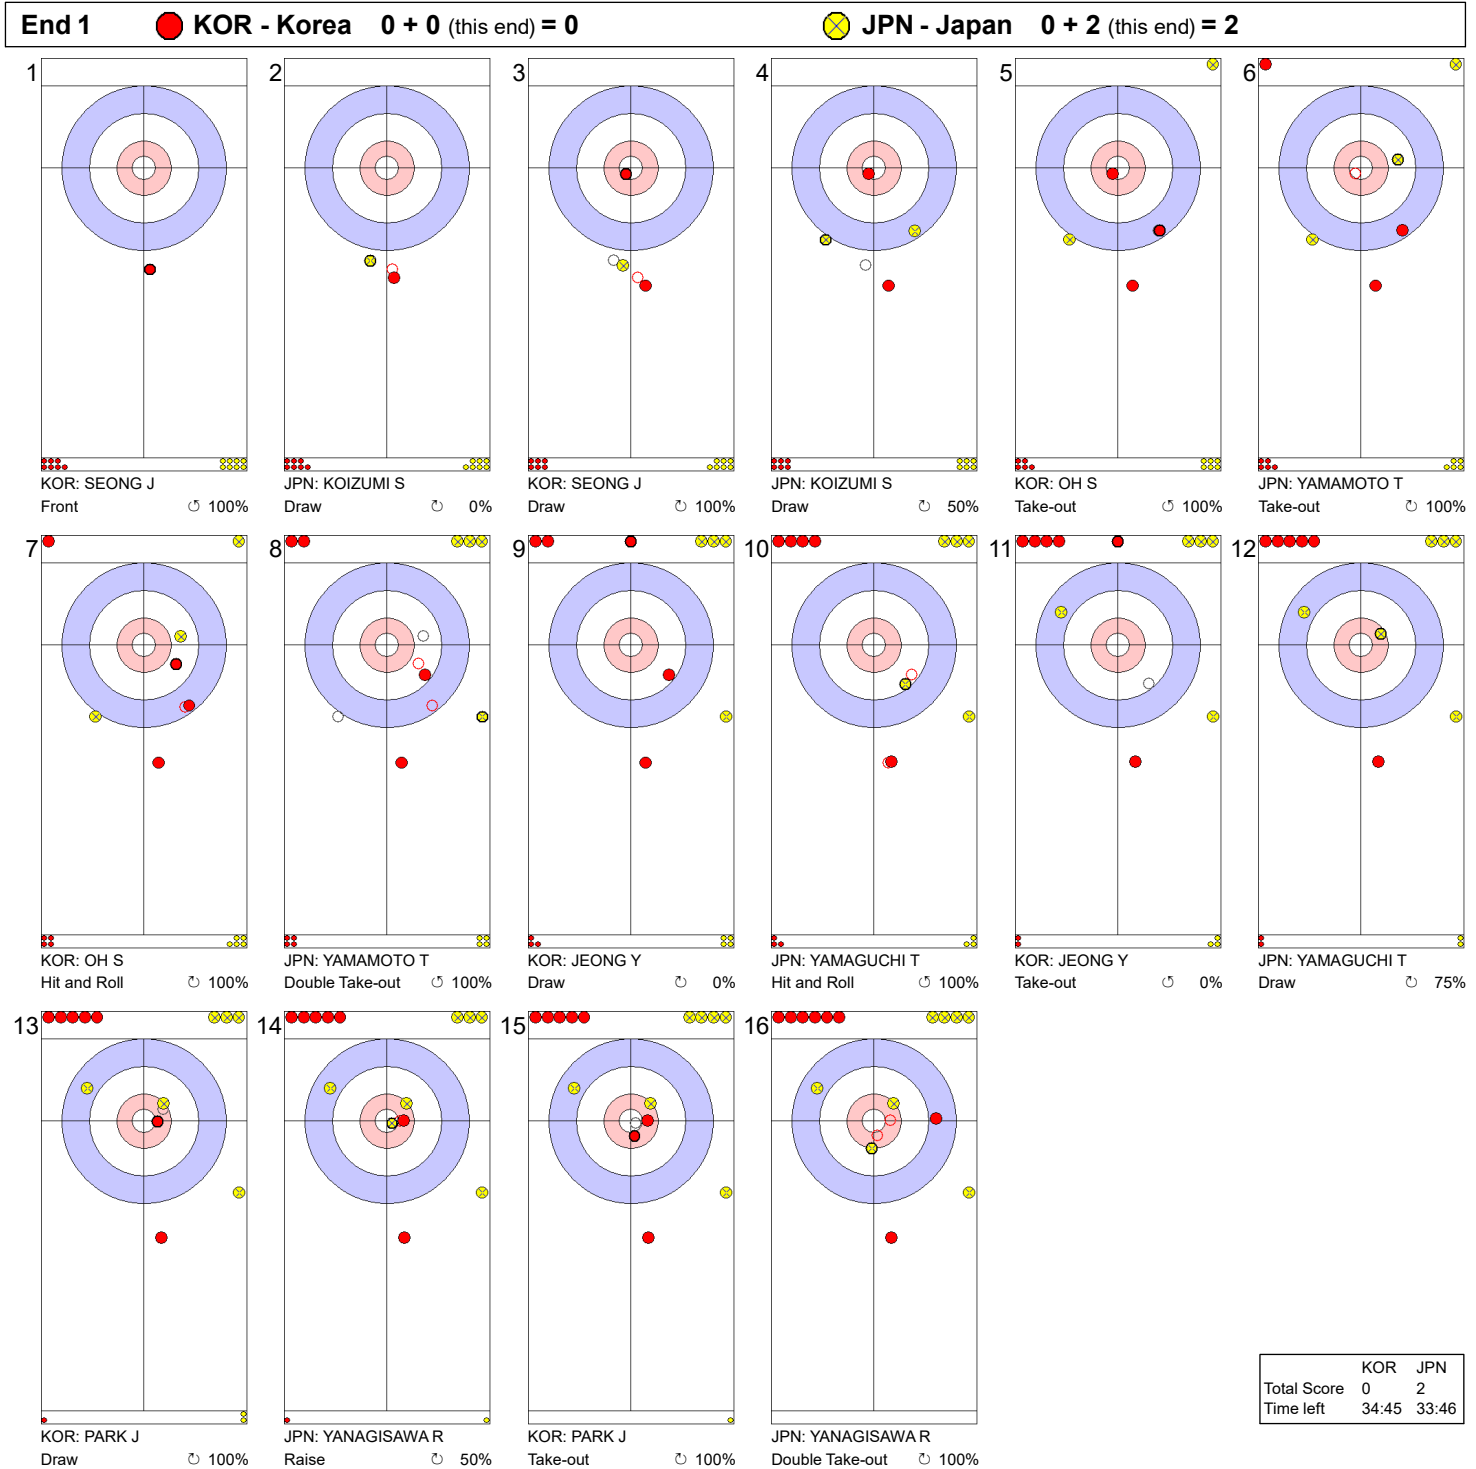 End 1 KOR - Korea 0 + 0 (this end) = 0 JPN - Japan 0 + 2 (this end) = 2
1 2 3 4 5 6
KOR: SEONG J JPN: KOIZUMI S KOR: SEONG J JPN: KOIZUMI S KOR: OH S JPN: YAMAMOTO T
Front ↻ 100% Draw ↻ 0% Draw ↻ 100% Draw ↻ 50% Take-out ↺ 100% Take-out ↻ 100%
7 8 9 10 11 12
KOR: OH S JPN: YAMAMOTO T KOR: JEONG Y JPN: YAMAGUCHI T KOR: JEONG Y JPN: YAMAGUCHI T
Hit and Roll ↻ 100% Double Take-out ↺ 100% Draw ↻ 0% Hit and Roll ↻ 100% Take-out ↺ 0% Draw ↻ 75%
13 14 15 16
KOR: PARK J JPN: YANAGISAWA R KOR: PARK J JPN: YANAGISAWA R
Draw ↻ 100% Raise ↻ 50% Take-out ↻ 100% Double Take-out ↻ 100%
KOR JPN
Total Score 0 2
Time left 34:45 33:46